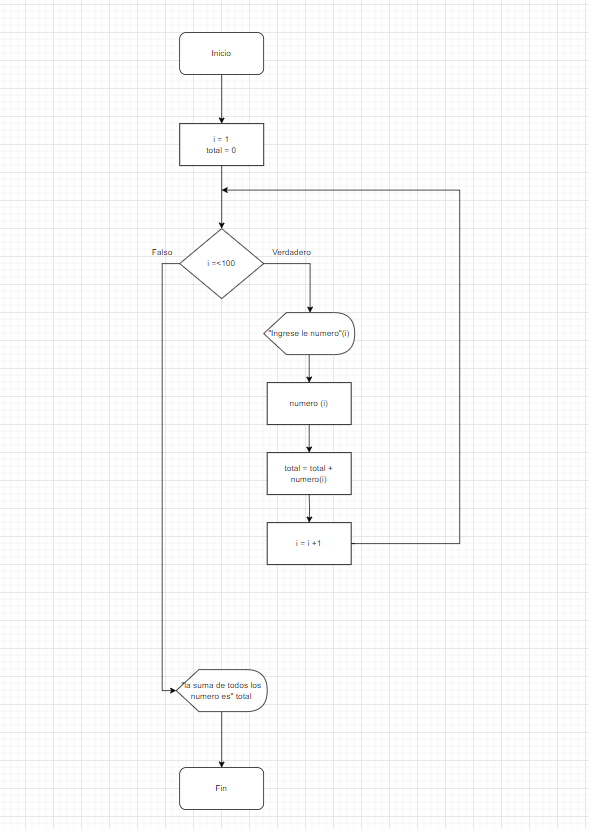 Inicio
i = 1
total = 0
Falso
Verdadero
i =<100
"Ingrese le numero"(i)
numero (i)
total = total +
numero(i)
i = i +1
"la suma de todos los
numero es" total
Fin